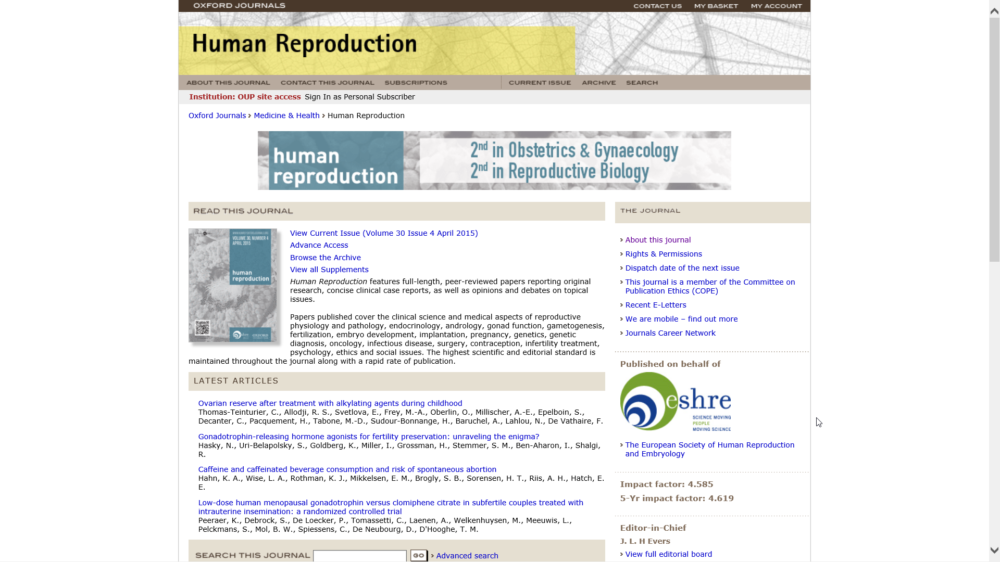 OXFORD JOURNALS
CONTACT US MY BASKET MY ACCOUNT
Human Reproduction
ABOUT THIS JOURNAL CONTACT THIS JOURNAL SUBSCRIPTIONS CURRENT ISSUE ARCHIVE SEARCH
Institution: OUP site access Sign In as Personal Subscriber
Oxford Journals › Medicine & Health › Human Reproduction
human
reproduction
2nd in Obstetrics & Gynaecology
2nd in Reproductive Biology
READ THIS JOURNAL
VOLUME 30, NUMBER 4
APRIL 2015
human
reproduction
eshre
OXFORD
View Current Issue (Volume 30 Issue 4 April 2015)
Advance Access
Browse the Archive
View all Supplements
Human Reproduction features full-length, peer-reviewed papers reporting original
research, concise clinical case reports, as well as opinions and debates on topical
issues.
Papers published cover the clinical science and medical aspects of reproductive
physiology and pathology, endocrinology, andrology, gonad function, gametogenesis,
fertilization, embryo development, implantation, pregnancy, genetics, genetic
diagnosis, oncology, infectious disease, surgery, contraception, infertility treatment,
psychology, ethics and social issues. The highest scientific and editorial standard is
maintained throughout the journal along with a rapid rate of publication.
LATEST ARTICLES
Ovarian reserve after treatment with alkylating agents during childhood
Thomas-Teinturier, C., Allodji, R. S., Svetlova, E., Frey, M.-A., Oberlin, O., Millischer, A.-E., Epelboin, S.,
Decanter, C., Pacquement, H., Tabone, M.-D., Sudour-Bonnange, H., Baruchel, A., Lahlou, N., De Vathaire, F.
Gonadotrophin-releasing hormone agonists for fertility preservation: unraveling the enigma?
Hasky, N., Uri-Belapolsky, S., Goldberg, K., Miller, I., Grossman, H., Stemmer, S. M., Ben-Aharon, I., Shalgi,
R.
Caffeine and caffeinated beverage consumption and risk of spontaneous abortion
Hahn, K. A., Wise, L. A., Rothman, K. J., Mikkelsen, E. M., Brogly, S. B., Sorensen, H. T., Riis, A. H., Hatch, E.
E.
Low-dose human menopausal gonadotrophin versus clomiphene citrate in subfertile couples treated with
intrauterine insemination: a randomized controlled trial
Peeraer, K., Debrock, S., De Loecker, P., Tomassetti, C., Laenen, A., Welkenhuysen, M., Meeuwis, L.,
Pelckmans, S., Mol, B. W., Spiessens, C., De Neubourg, D., D'Hooghe, T. M.
SEARCH THIS JOURNAL GO › Advanced search
THE JOURNAL
› About this journal
› Rights & Permissions
› Dispatch date of the next issue
› This journal is a member of the Committee on
Publication Ethics (COPE)
› Recent E-Letters
› We are mobile – find out more
› Journals Career Network
Published on behalf of
eshre
SCIENCE MOVING
PEOPLE
MOVING SCIENCE
› The European Society of Human Reproduction
and Embryology
Impact factor: 4.585
5-Yr impact factor: 4.619
Editor-in-Chief
J. L. H Evers
› View full editorial board